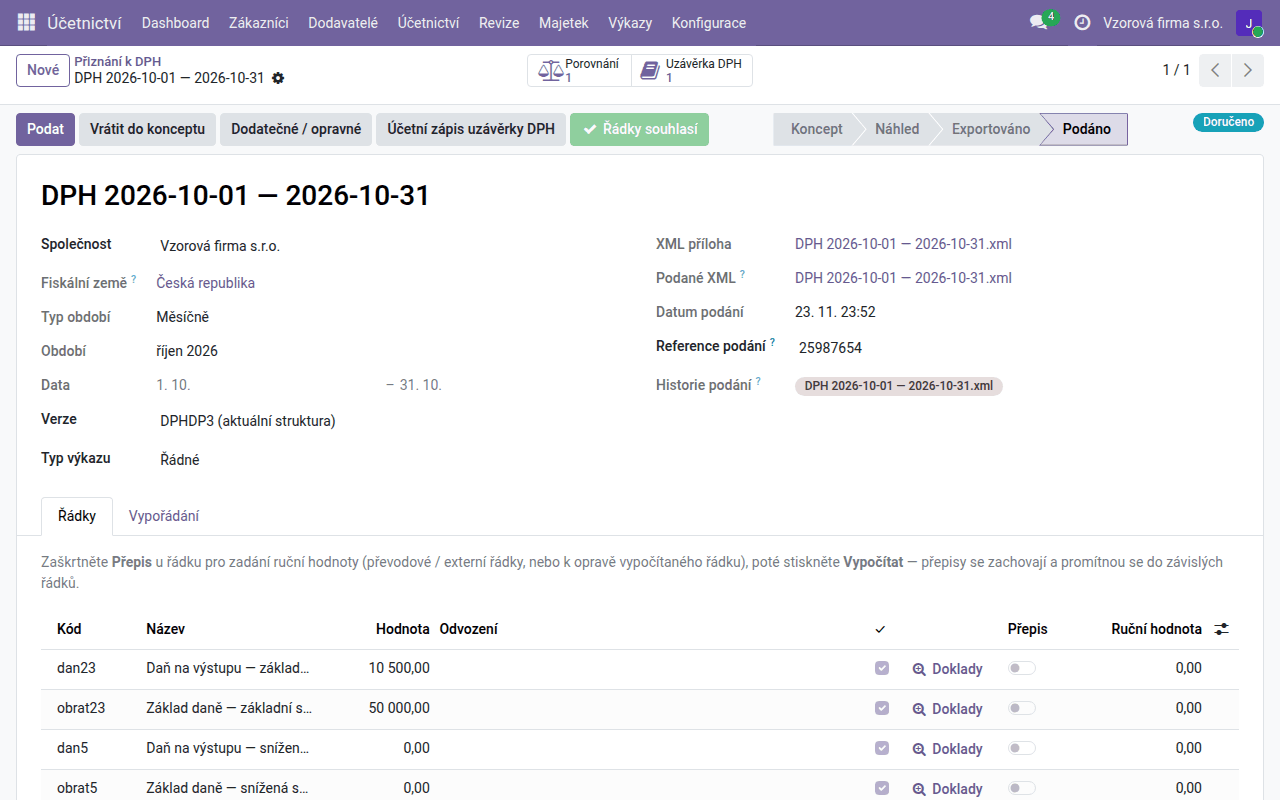 Účetnictví Dashboard Zákazníci Dodavatelé Účetnictví Revize Majetek Výkazy Konfigurace 4 Vzorová firma s.r.o. J
Nové Přiznání k DPH
DPH 2026-10-01 — 2026-10-31
Porovnání
1
Uzávěrka DPH
1
1 / 1
Podat Vrátit do konceptu Dodatečné / opravné Účetní zápis uzávěrky DPH Řádky souhlasí Koncept Náhled Exportováno Podáno Doručeno
DPH 2026-10-01 — 2026-10-31
Společnost Vzorová firma s.r.o.
Fiskální země ? Česká republika
Typ období Měsíčně
Období říjen 2026
Data 1. 10. – 31. 10.
Verze DPHDP3 (aktuální struktura)
Typ výkazu Řádné
XML příloha DPH 2026-10-01 — 2026-10-31.xml
Podané XML ? DPH 2026-10-01 — 2026-10-31.xml
Datum podání 23. 11. 23:52
Reference podání ? 25987654
Historie podání ? DPH 2026-10-01 — 2026-10-31.xml
Řádky Vypořádání
Zaškrtněte Přepis u řádku pro zadání ruční hodnoty (převodové / externí řádky, nebo k opravě vypočítaného řádku), poté stiskněte Vypočítat — přepisy se zachovají a promítnou se do závislých
řádků.
Kód Název Hodnota Odvození Přepis Ruční hodnota
dan23 Daň na výstupu — základ… 10 500,00 Doklady 0,00
obrat23 Základ daně — základní s… 50 000,00 Doklady 0,00
dan5 Daň na výstupu — snížen… 0,00 Doklady 0,00
obrat5 Základ daně — snížená s… 0,00 Doklady 0,00